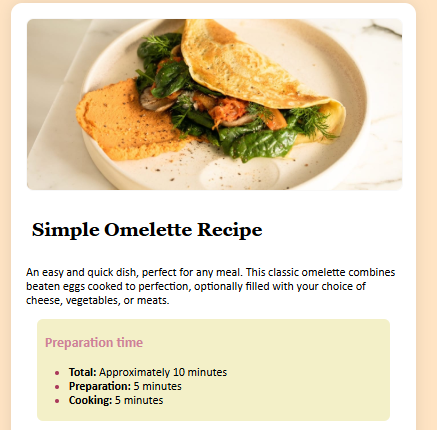 Simple Omelette Recipe
An easy and quick dish, perfect for any meal. This classic omelette combines
beaten eggs cooked to perfection, optionally filled with your choice of
cheese, vegetables, or meats.
Preparation time
• Total: Approximately 10 minutes
• Preparation: 5 minutes
• Cooking: 5 minutes